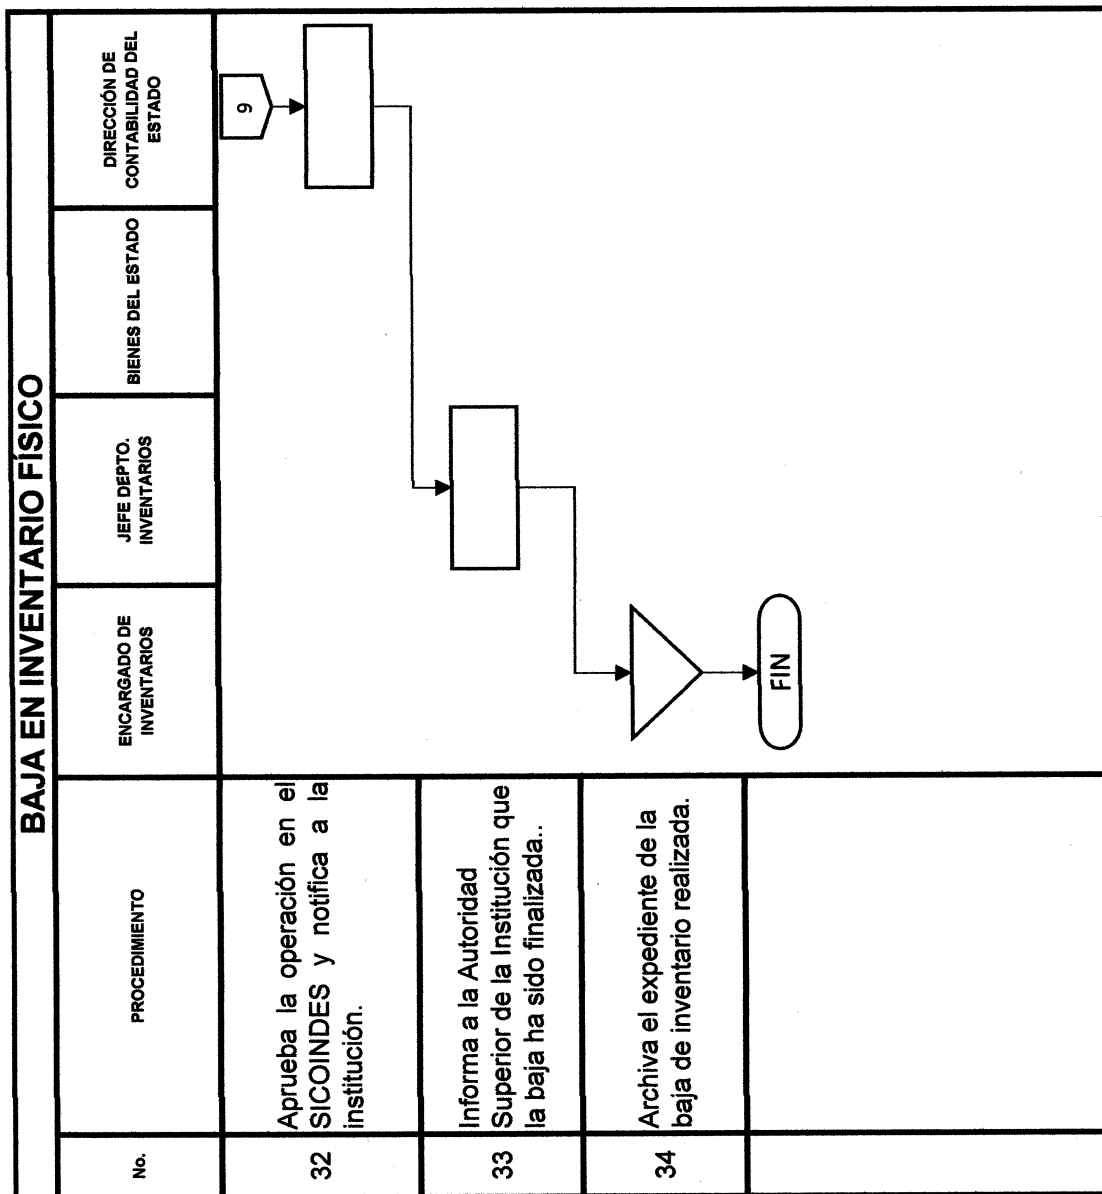 BAJA EN INVENTARIO FÍSICO
No.
PROCEDIMIENTO
ENCARGADO DE
INVENTARIOS
JEFE DEPTO.
INVENTARIOS
BIENES DEL ESTADO
DIRECCIÓN DE
CONTABILIDAD DEL
ESTADO
32
Aprueba la operación en el
SICOINDES y notifica a la
institución.
9
33
Informa a la Autoridad
Superior de la Institución que
la baja ha sido finalizada..
34
Archiva el expediente de la
baja de inventario realizada.
FIN